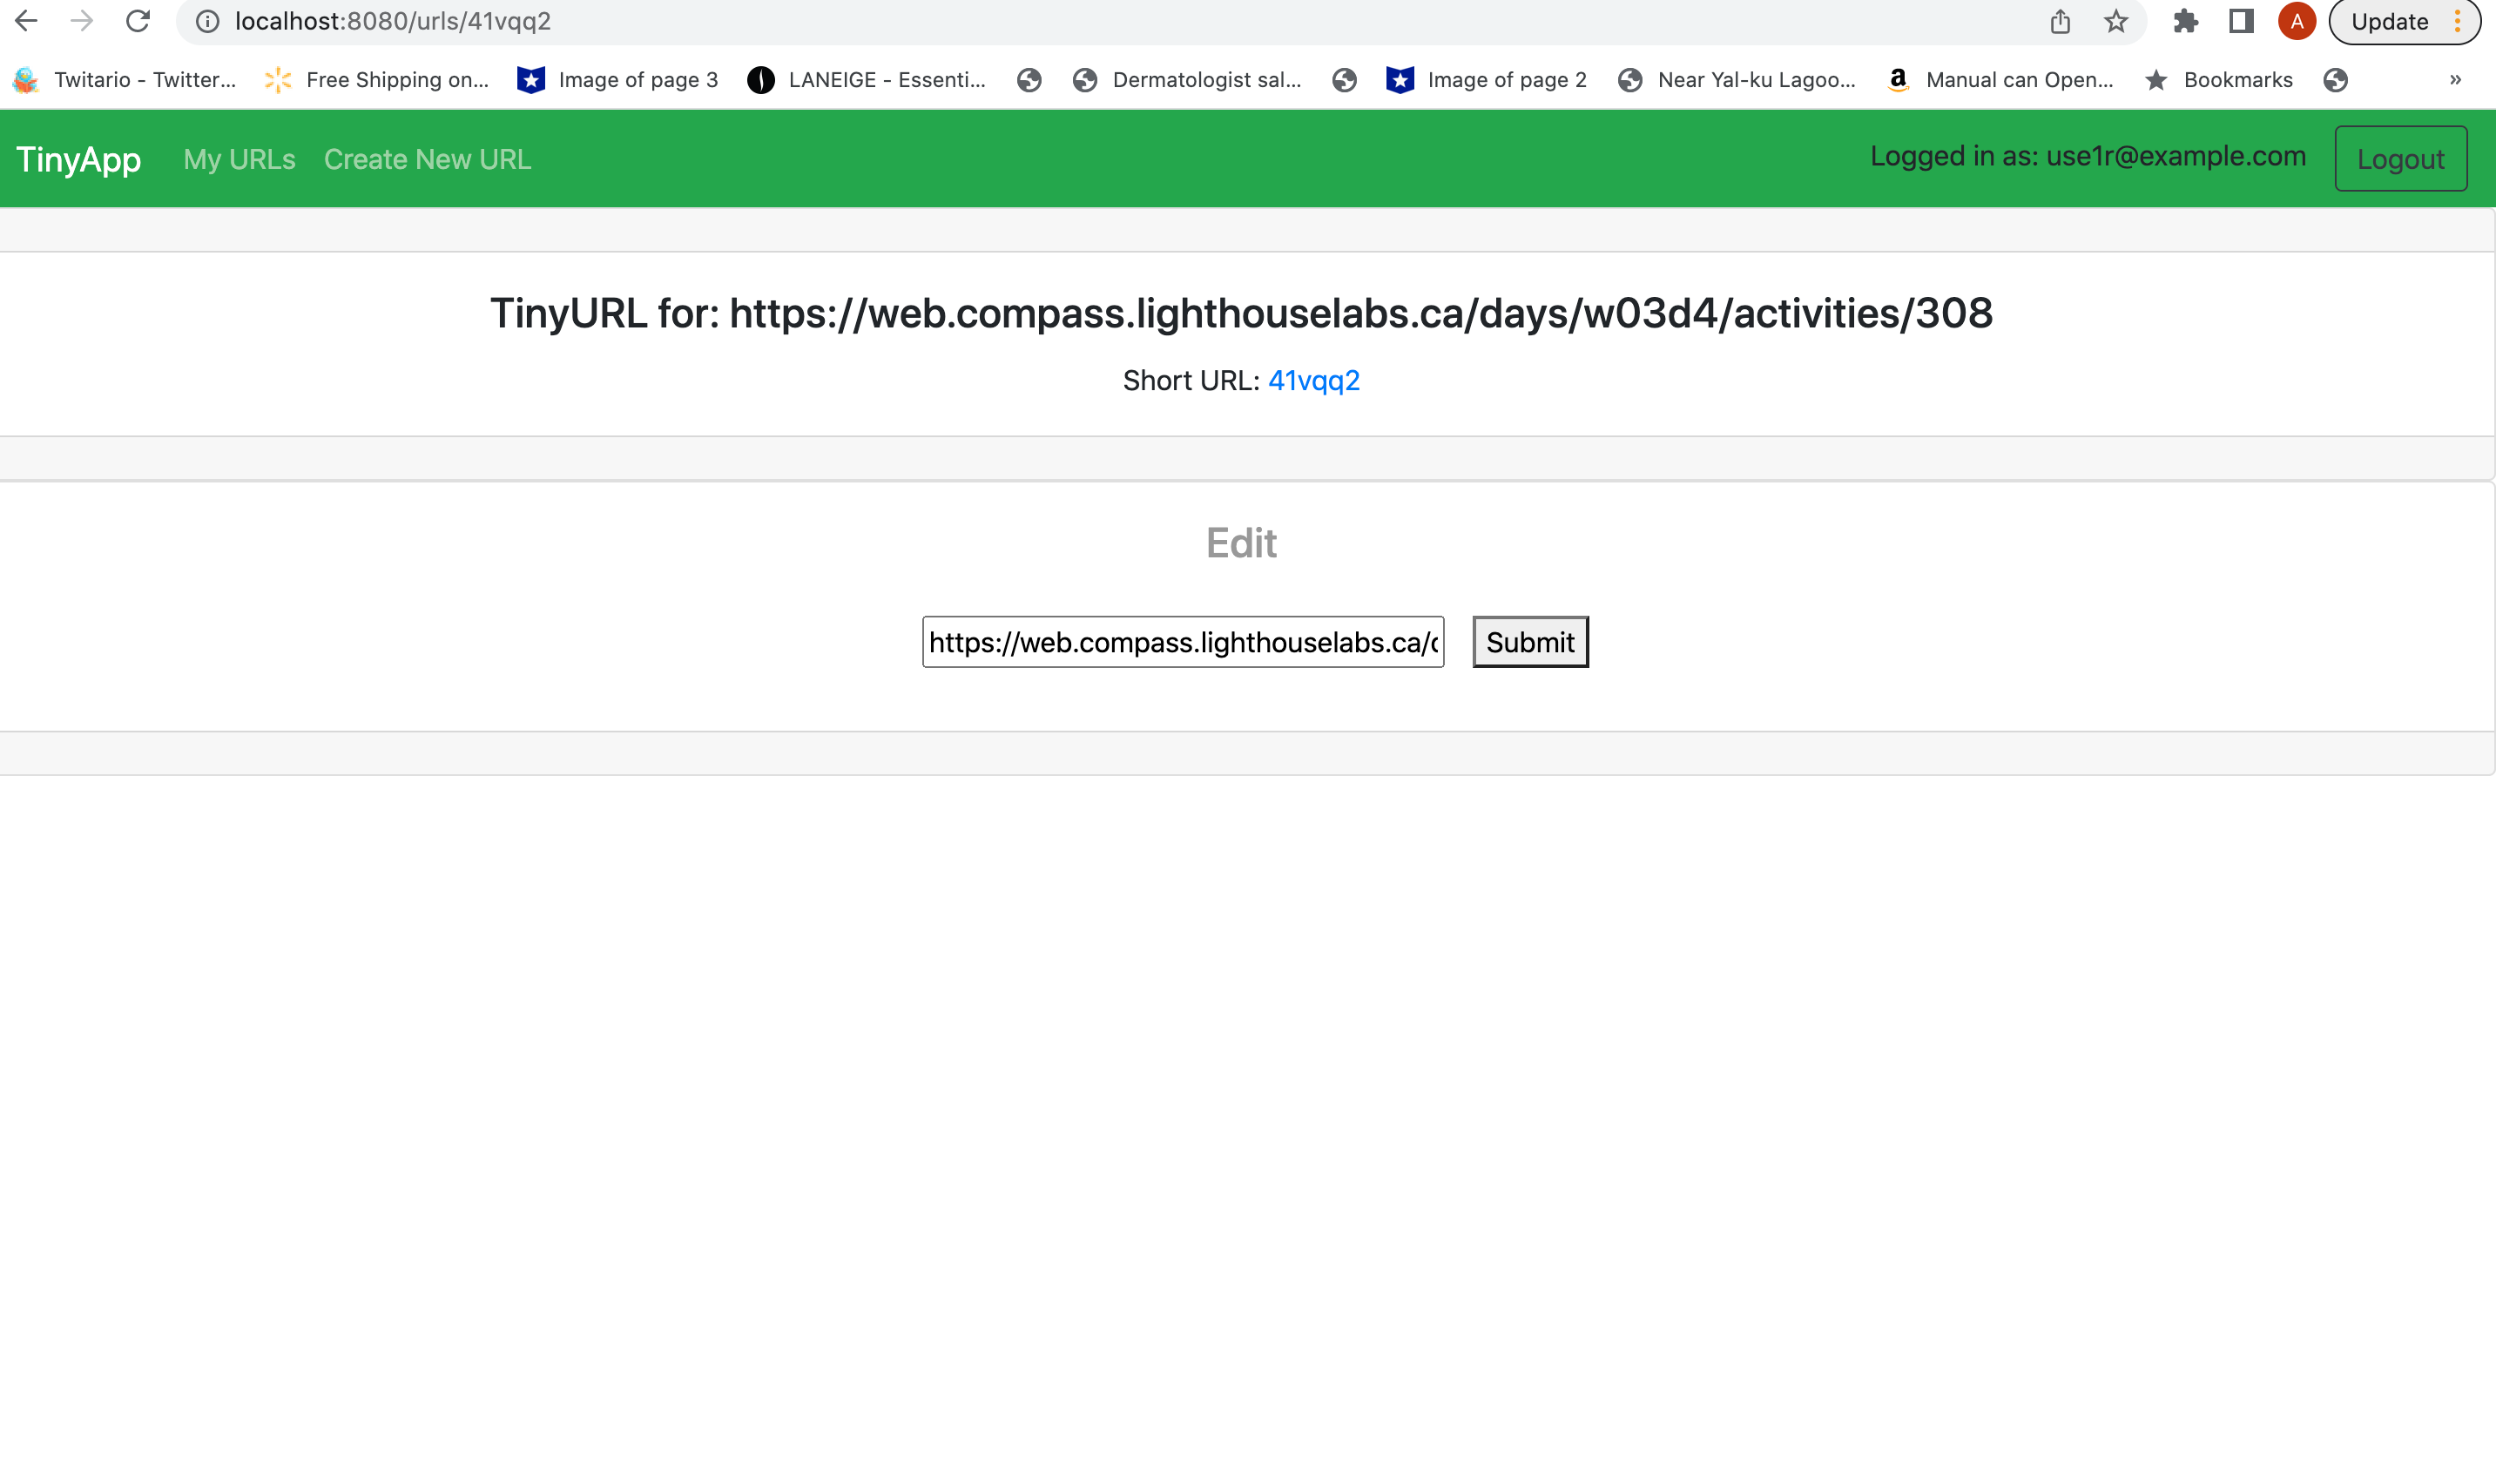 localhost:8080/urls/41vqq2
A
Update
Twitario - Twitter...
Free Shipping on...
Image of page 3
LANEIGE - Essenti...
Dermatologist sal...
Image of page 2
Near Yal-ku Lagoo...
a
Manual can Open...
Bookmarks
»
TinyApp
My URLs
Create New URL
Logged in as: use1r@example.com
Logout
TinyURL for: https://web.compass.lighthouselabs.ca/days/w03d4/activities/308
Short URL: 41vqq2
Edit
https://web.compass.lighthouselabs.ca/d
Submit